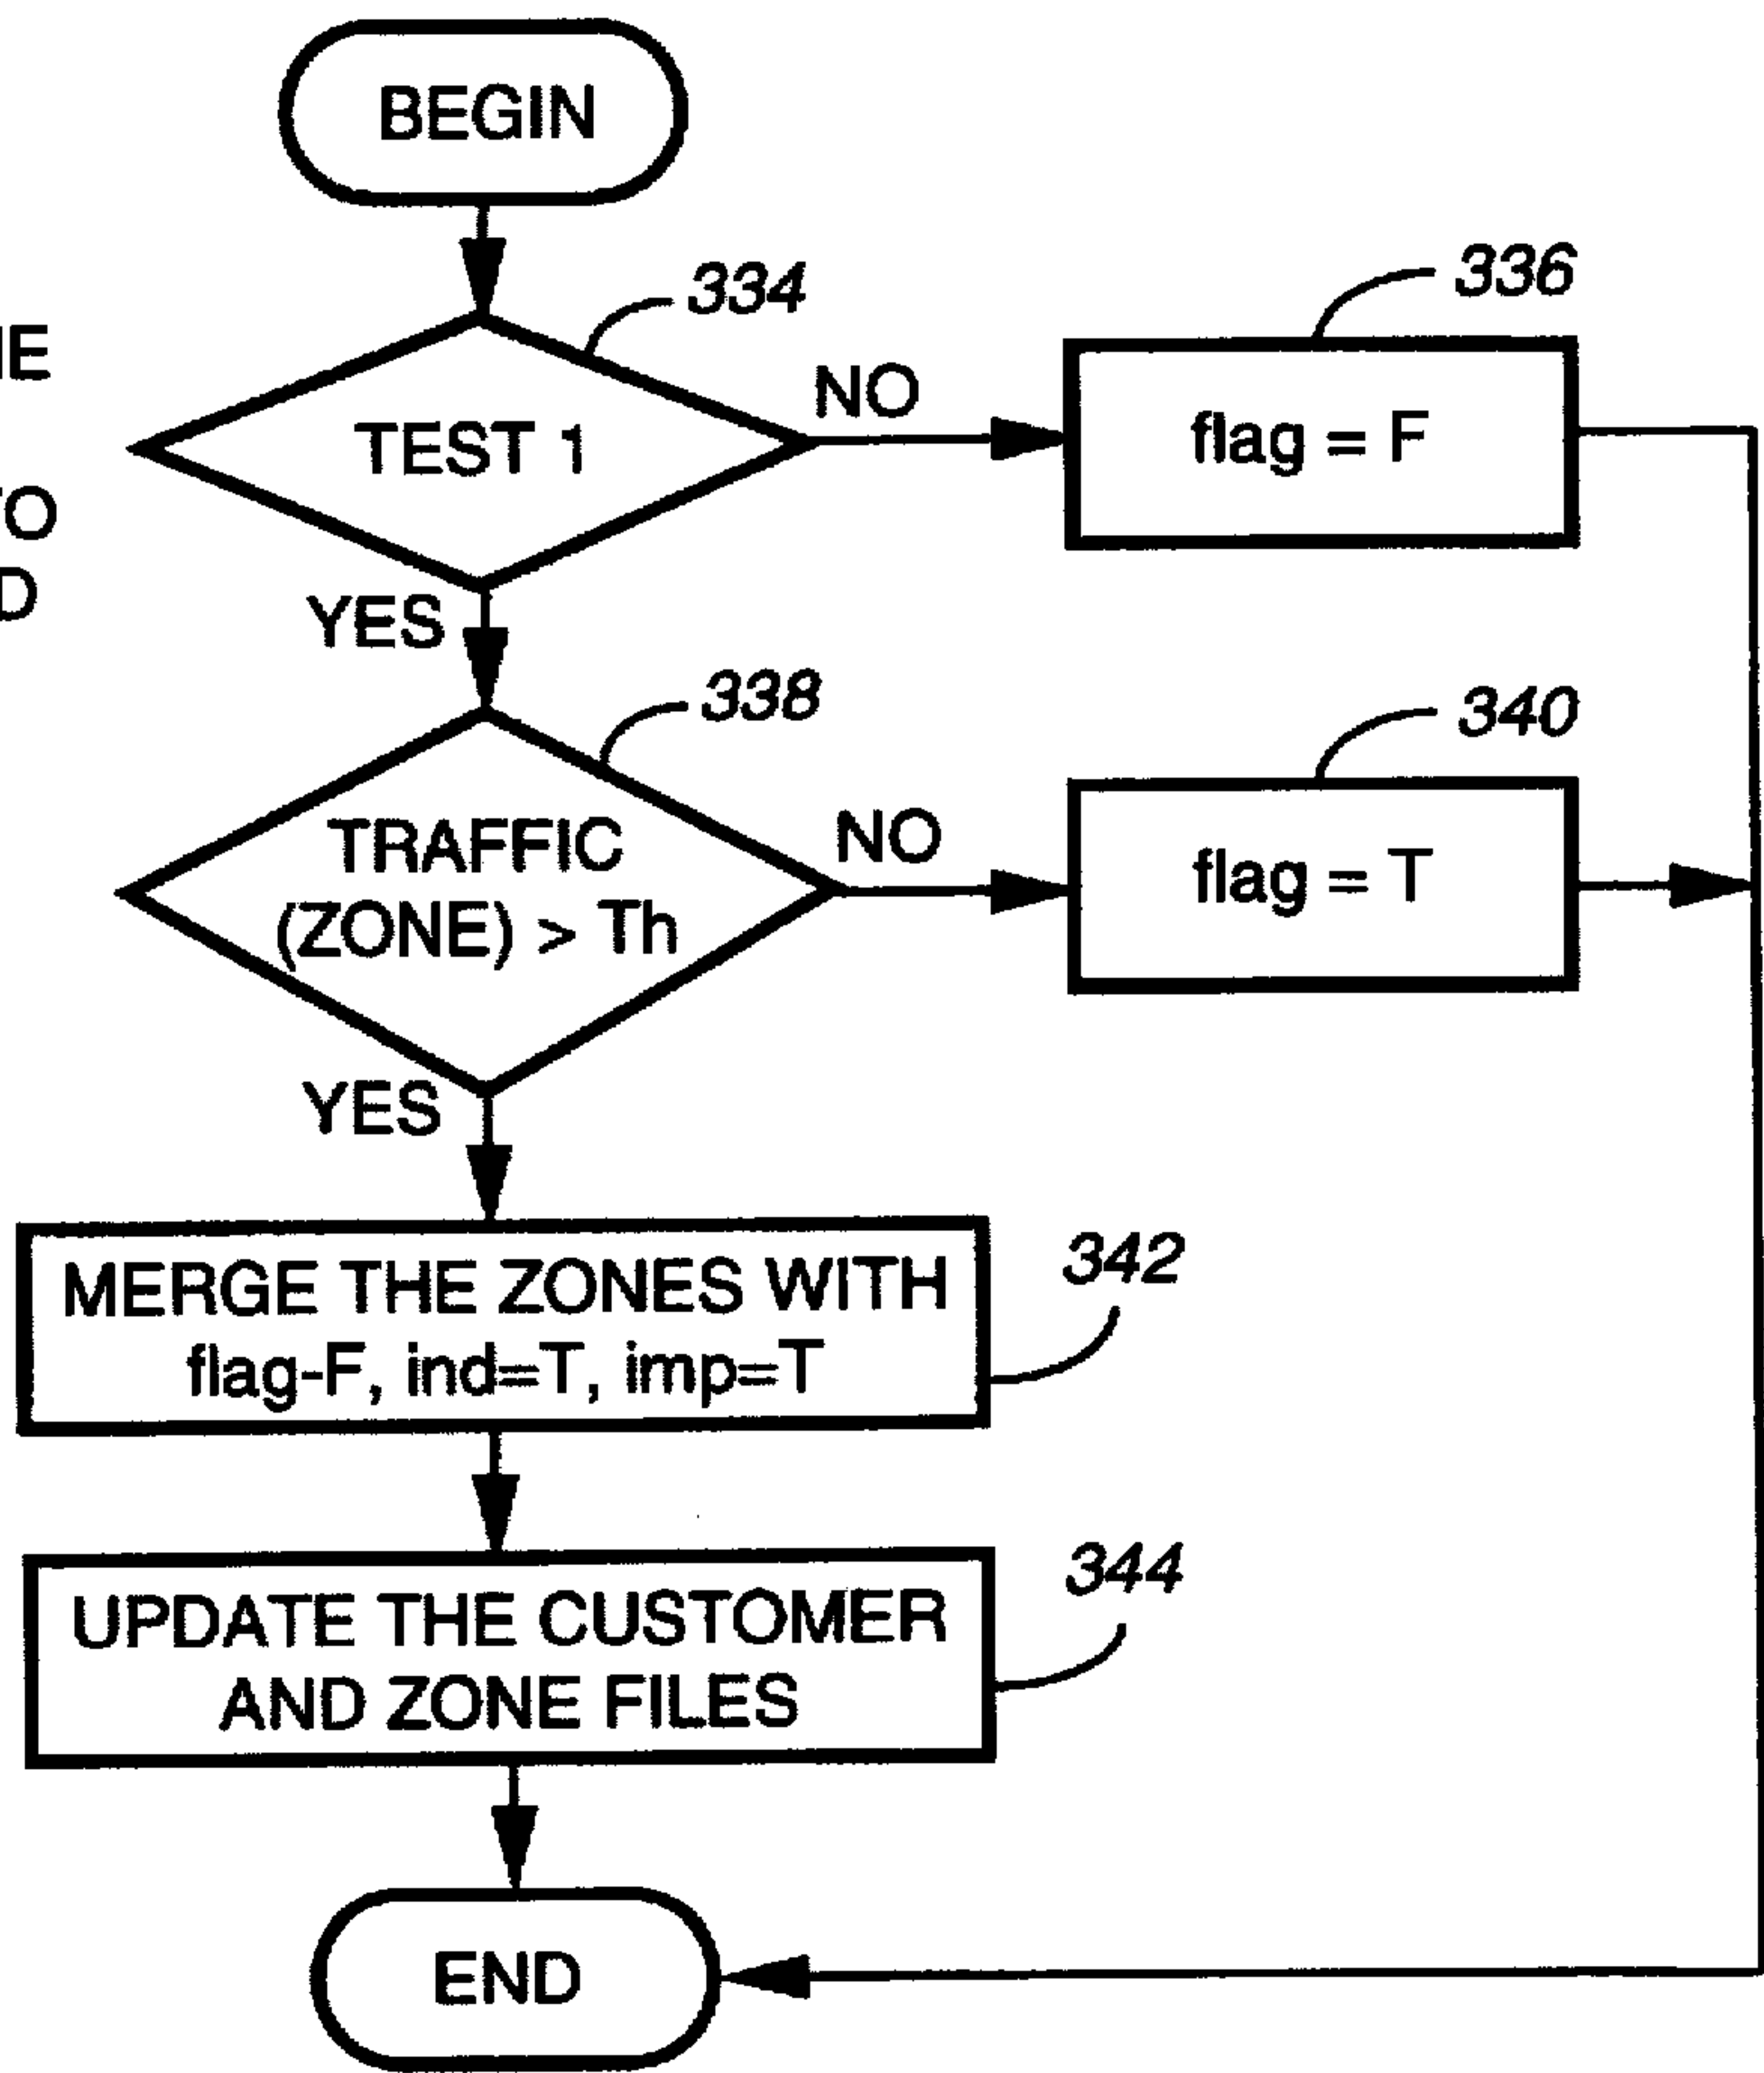 BEGIN
334
336
TEST 1
NO
flag = F
YES
338
340
TRAFFIC
(ZONE) > Th
NO
flag = T
YES
342
MERGE THE ZONES WITH
flag-F, ind=T, imp=T
344
UPDATE THE CUSTOMER
AND ZONE FILES
END